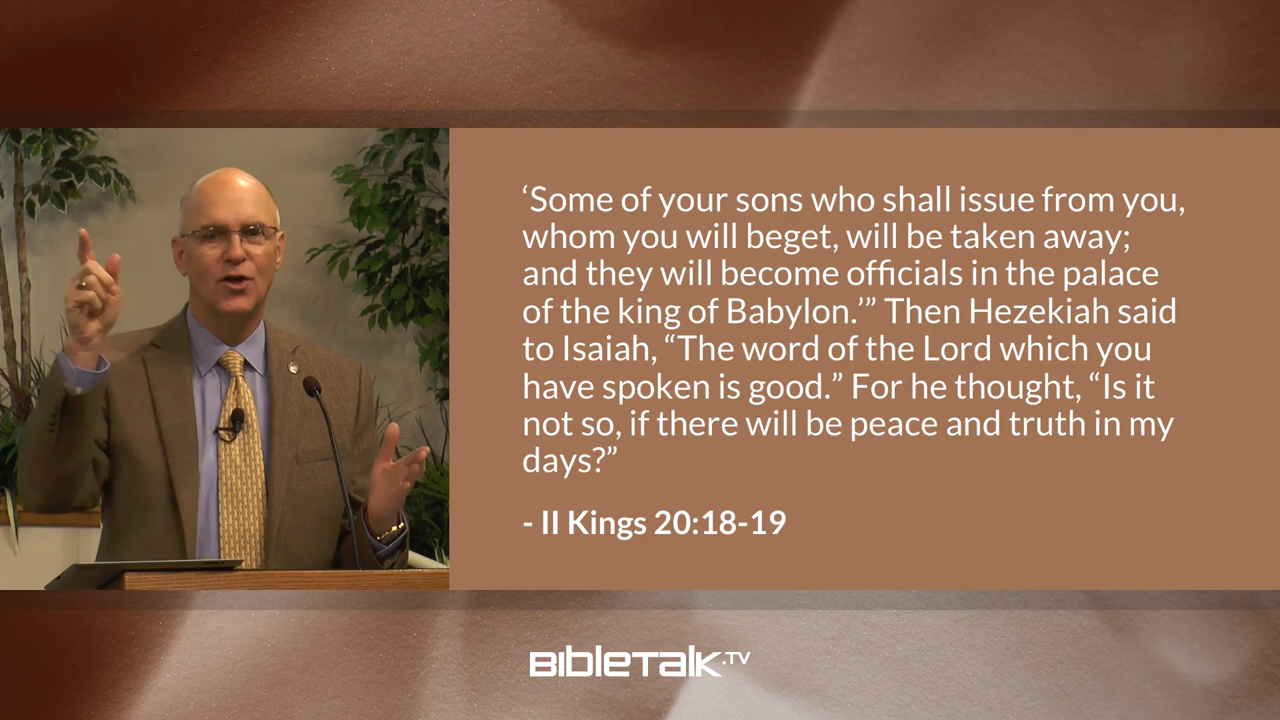 ‘Some of your sons who shall issue from you,
whom you will beget, will be taken away;
and they will become officials in the palace
of the king of Babylon.’” Then Hezekiah said
to Isaiah, “The word of the Lord which you
have spoken is good.” For he thought, “Is it
not so, if there will be peace and truth in my
days?”
- II Kings 20:18-19
BIbleTalk.TV